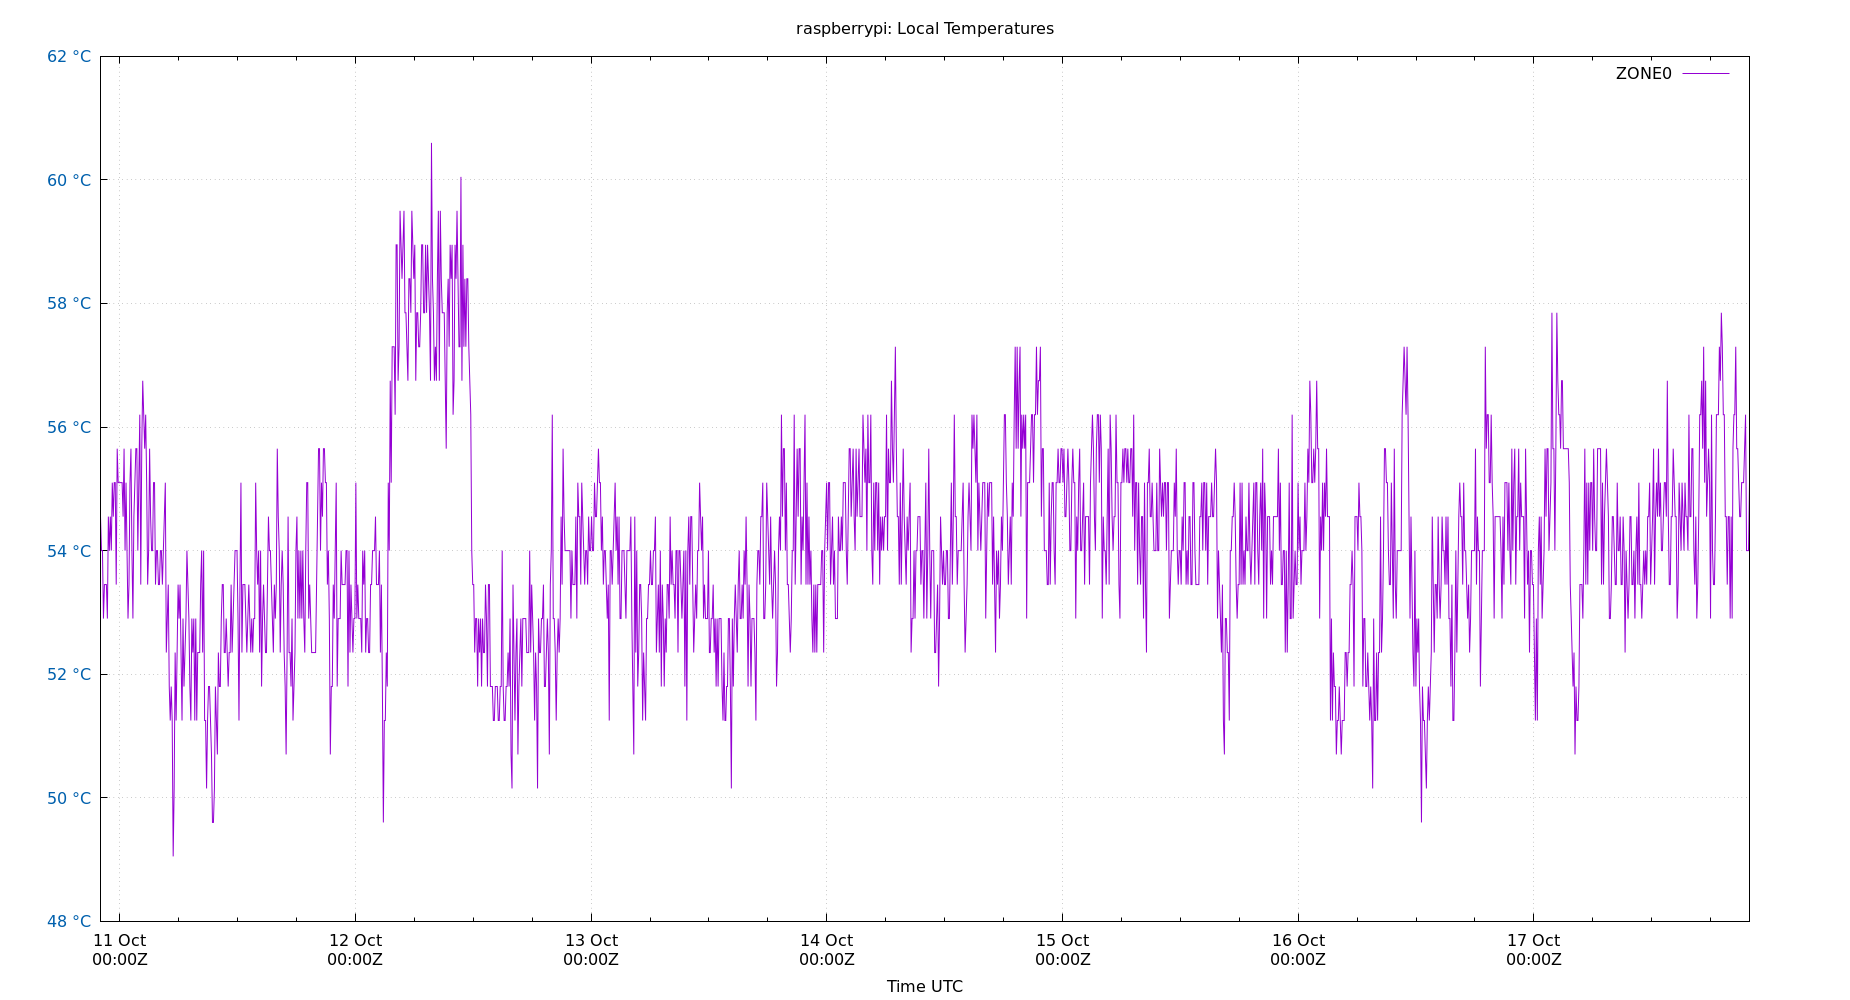 raspberrypi: Local Temperatures
62 °C
ZONE0
60 °C
58 °C
56 °C
54 °C
52 °C
50 °C
48 °C
11 Oct 12 Oct 13 Oct 14 Oct 15 Oct 16 Oct 17 Oct
00:00Z 00:00Z 00:00Z 00:00Z 00:00Z 00:00Z 00:00Z
Time UTC